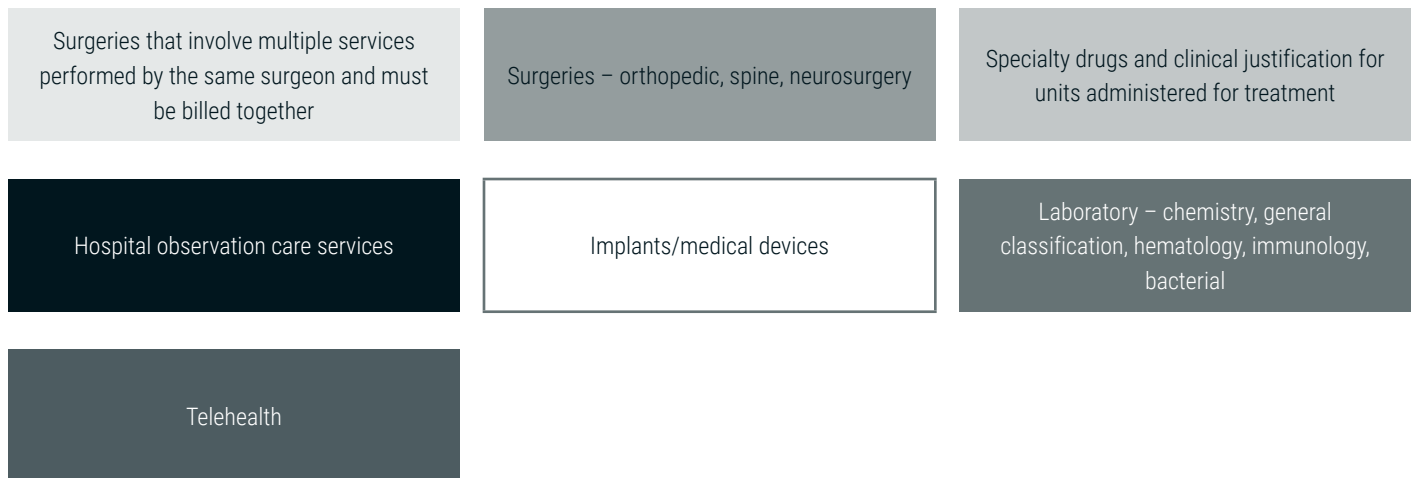 Surgeries that involve multiple services
performed by the same surgeon and must
be billed together
Surgeries – orthopedic, spine, neurosurgery
Specialty drugs and clinical justification for
units administered for treatment
Hospital observation care services
Implants/medical devices
Laboratory – chemistry, general
classification, hematology, immunology,
bacterial
Telehealth